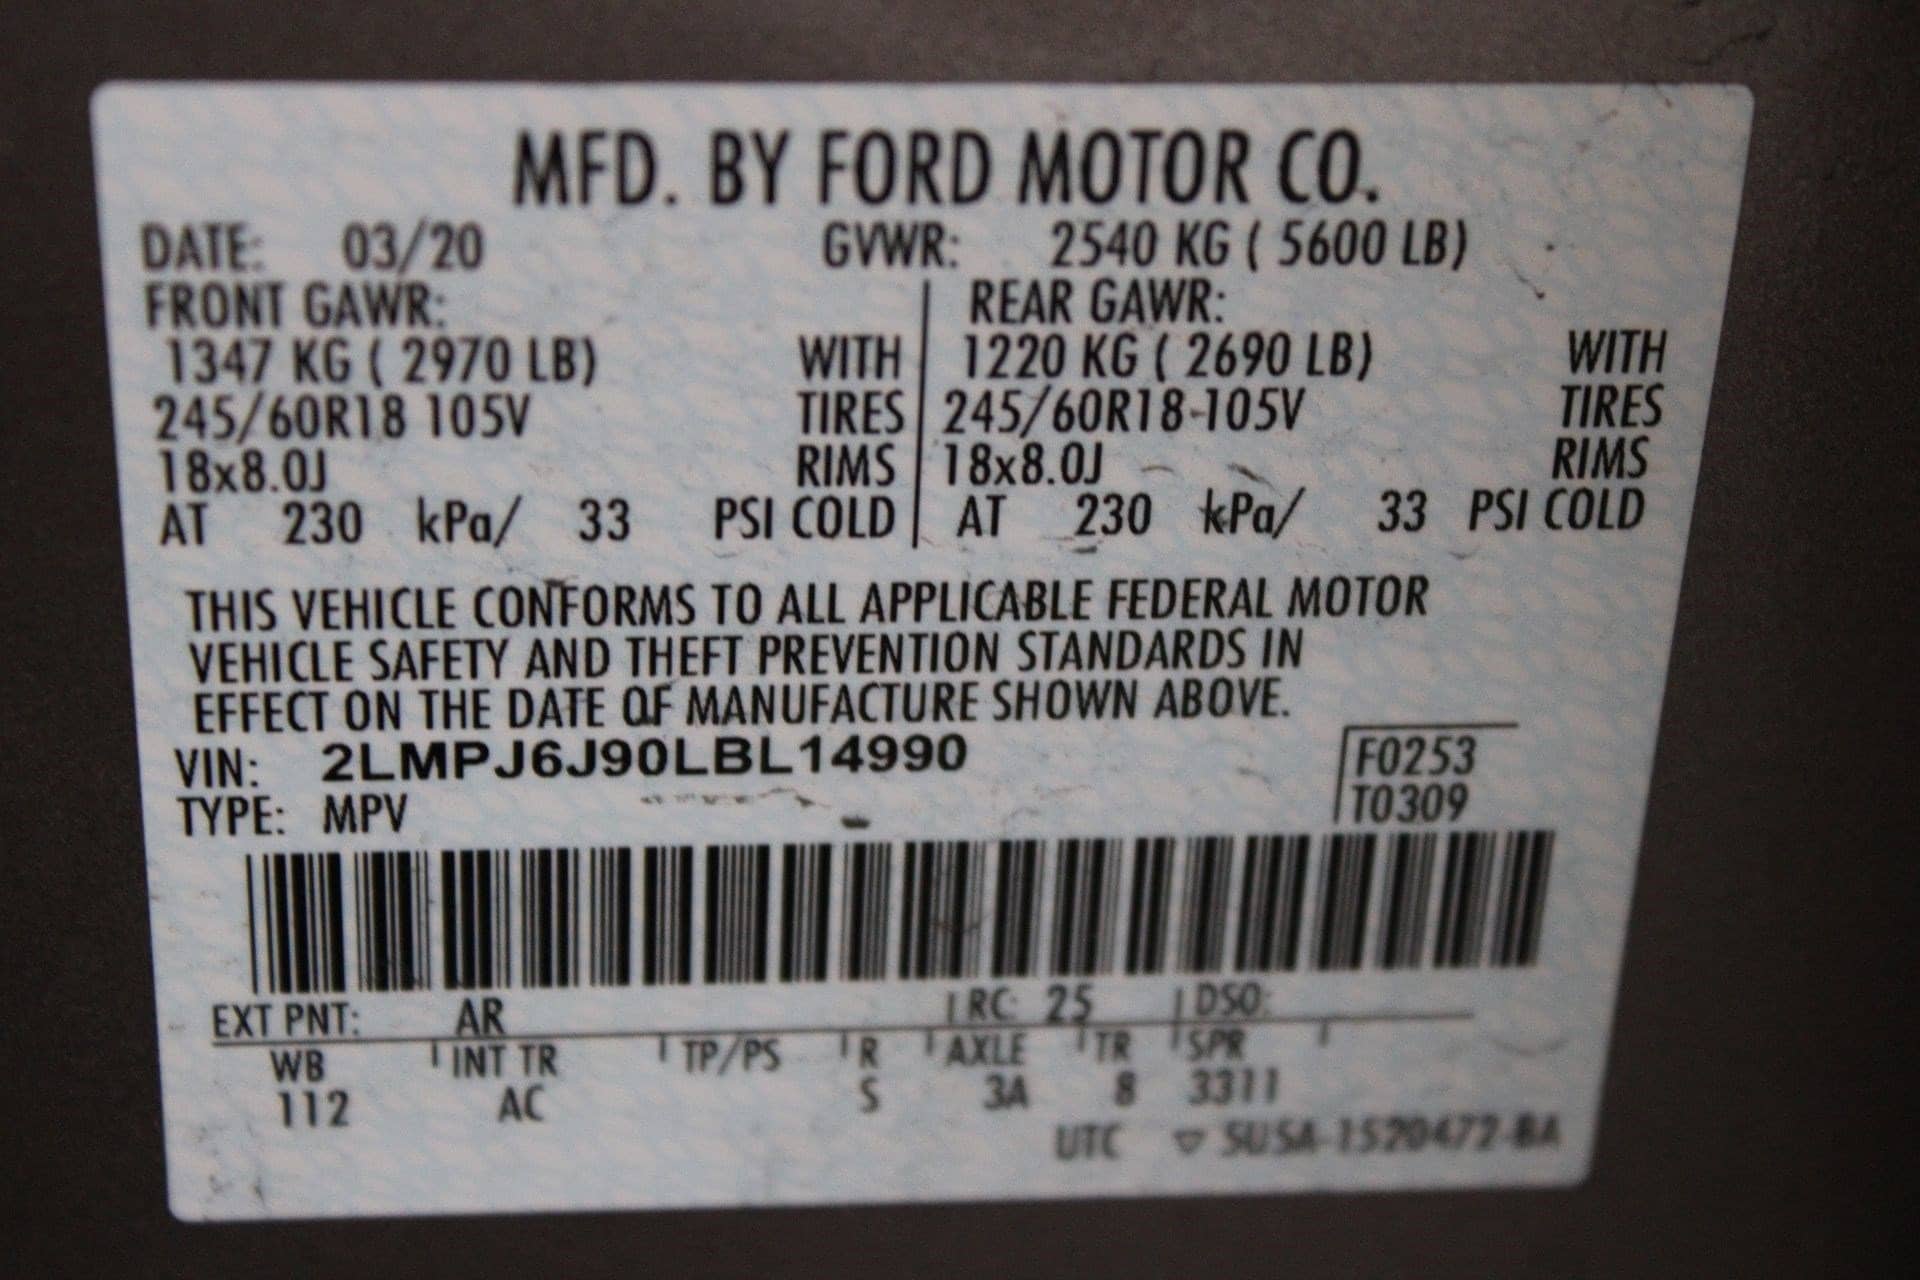 MFD. BY FORD MOTOR CO.
DATE: 03/20 GVWR: 2540 KG ( 5600 LB)
FRONT GAWR: REAR GAWR:
1347 KG ( 2970 LB) WITH 1220 KG ( 2690 LB) WITH
245/60R18 105V TIRES 245/60R18-105V TIRES
18x8.0J RIMS 18x8.0J RIMS
AT 230 kPa/ 33 PSI COLD AT 230 kPa/ 33 PSI COLD
THIS VEHICLE CONFORMS TO ALL APPLICABLE FEDERAL MOTOR
VEHICLE SAFETY AND THEFT PREVENTION STANDARDS IN
EFFECT ON THE DATE OF MANUFACTURE SHOWN ABOVE.
VIN: 2LMPJ6J90LBL14990 F0253
TYPE: MPV T0309
EXT PNT: AR RC: 25 DSO:
WB INT TR TP/PS R AXLE TR SPR
112 AC S 3A 8 3311
UTC ▽ 5U5A-1520472-BA